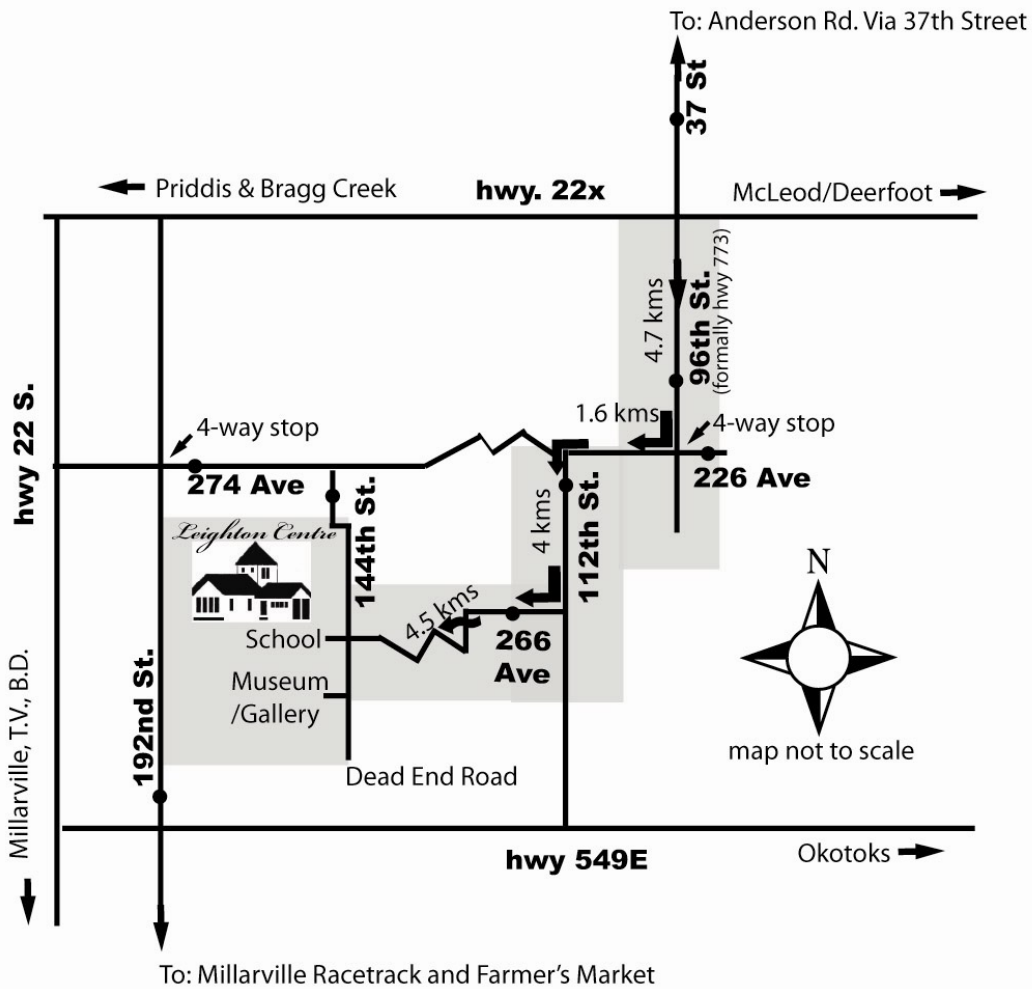 To: Anderson Rd. Via 37th Street
37 St
Priddis & Bragg Creek
hwy. 22x
McLeod/Deerfoot
4.7 kms
96th St.
(formally hwy 773)
1.6 kms
4-way stop
4-way stop
hwy 22 s.
274 Ave
226 Ave
Leighton Centre
144th St.
4 kms
112th St.
N
4.5 kms
School
266
Ave
Museum
/Gallery
192nd St.
map not to scale
Dead End Road
Millarville, T.V., B.D.
hwy 549E
Okotoks
To: Millarville Racetrack and Farmer's Market